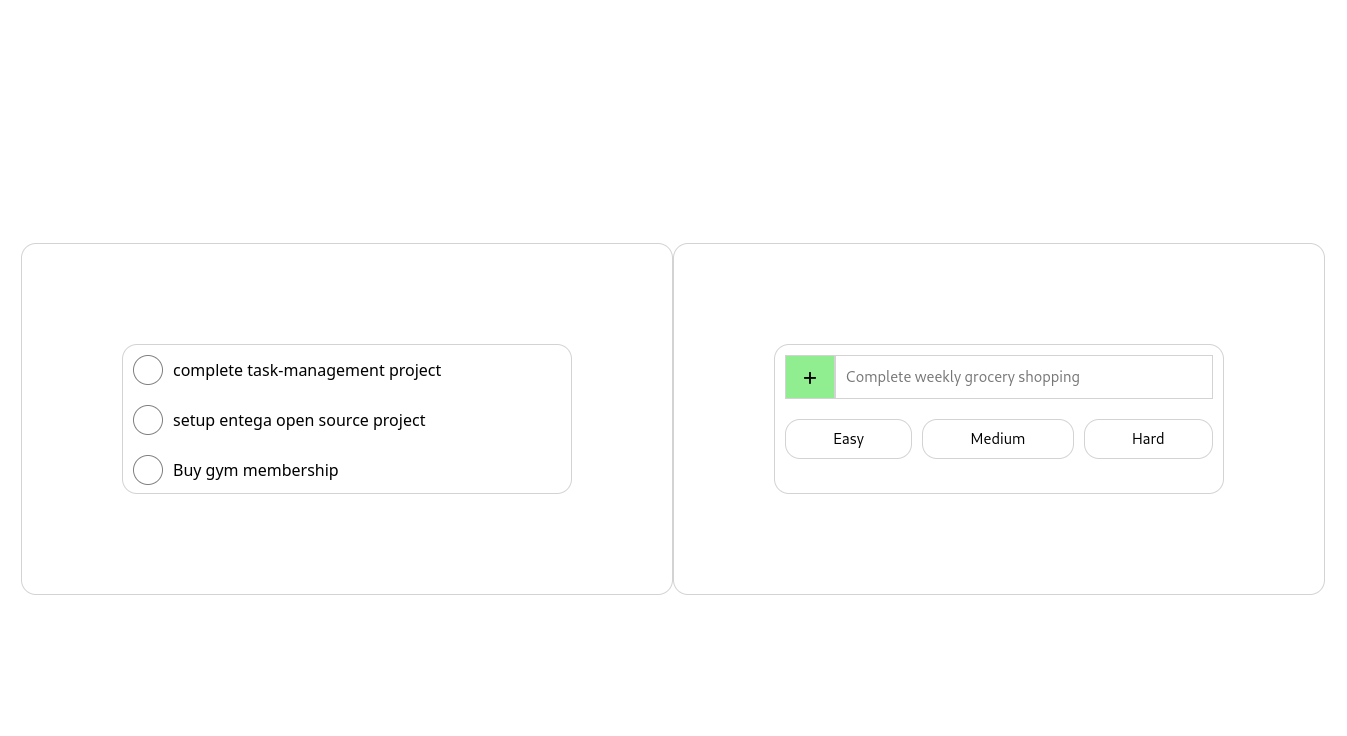 complete task-management project
setup entega open source project
Buy gym membership
+ Complete weekly grocery shopping
Easy Medium Hard